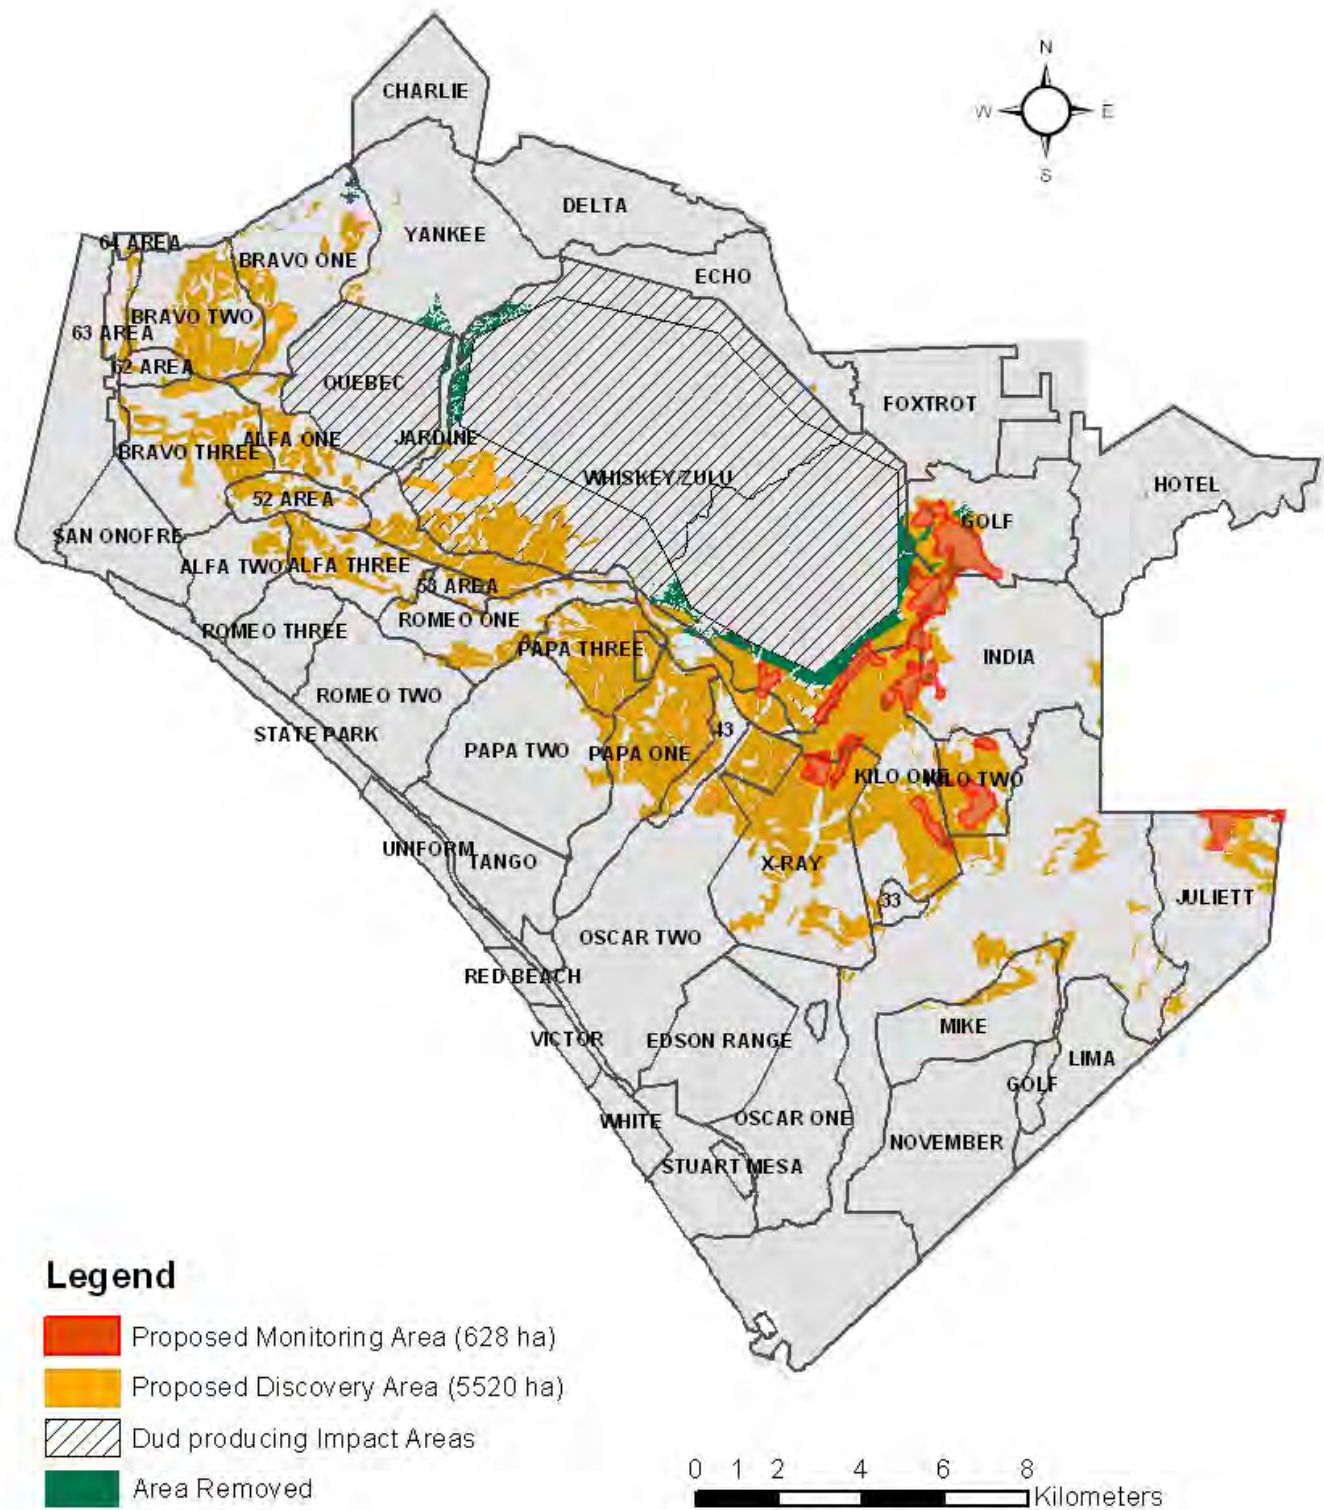 N
CHARLIE
W
E
S
DELTA
YANKEE
64 AREA
BRAVO ONE
ECHO
BRAVO TWO
63 AREA
62 AREA
QUEBEC
FOXTROT
JARDINE
ALFA ONE
BRAVO THREE
WHISKEY/ZULU
HOTEL
52 AREA
GOLF
SAN ONOFRE
ALFA TWO
ALFA THREE
53 AREA
ROMEO ONE
ROMEO THREE
PAPA THREE
INDIA
ROMEO TWO
STATE PARK
43
PAPA TWO
PAPA ONE
KILO ONE
KILO TWO
UNIFORM
TANGO
X-RAY
33
JULIETT
OSCAR TWO
RED BEACH
MIKE
VICTOR
EDSON RANGE
LIMA
GOLF
WHITE
OSCAR ONE
NOVEMBER
STUART MESA
Legend
Proposed Monitoring Area (628 ha)
Proposed Discovery Area (5520 ha)
Dud producing Impact Areas
Area Removed
0 1 2 4 6 8
Kilometers